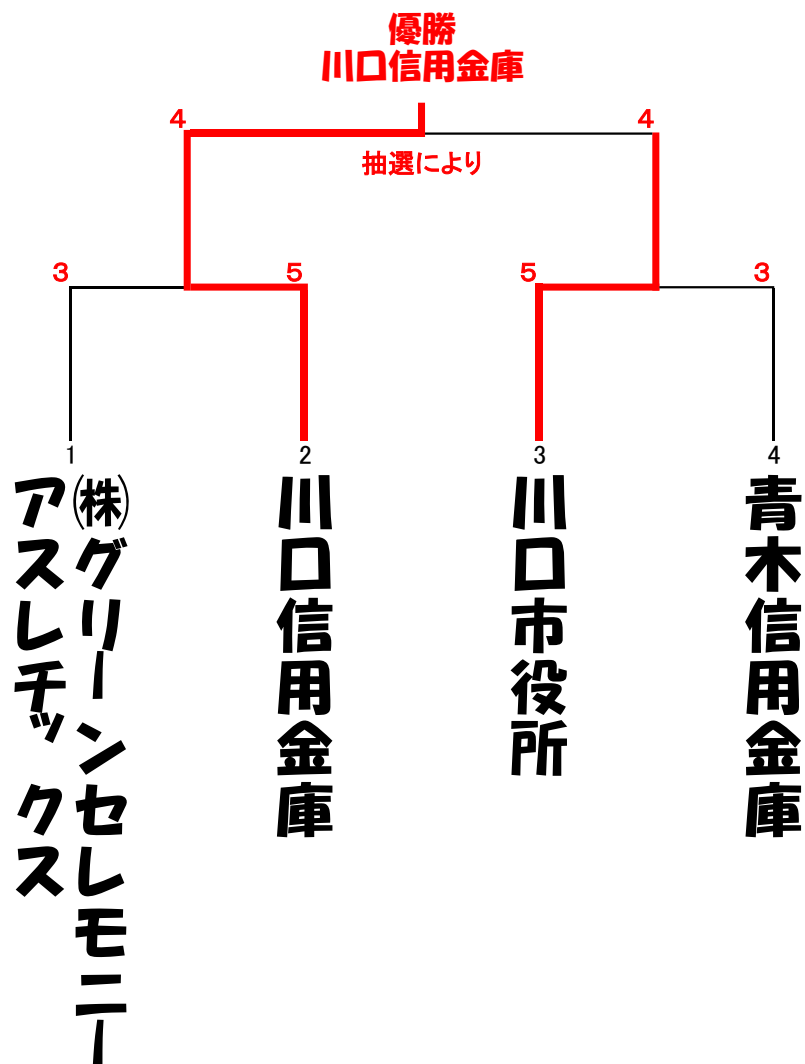 優勝
川口信用金庫
4
4
抽選により
3
5
5
3
1
2
3
4
㈱グリーンセレモニー
アスレチックス
川口信用金庫
川口市役所
青木信用金庫